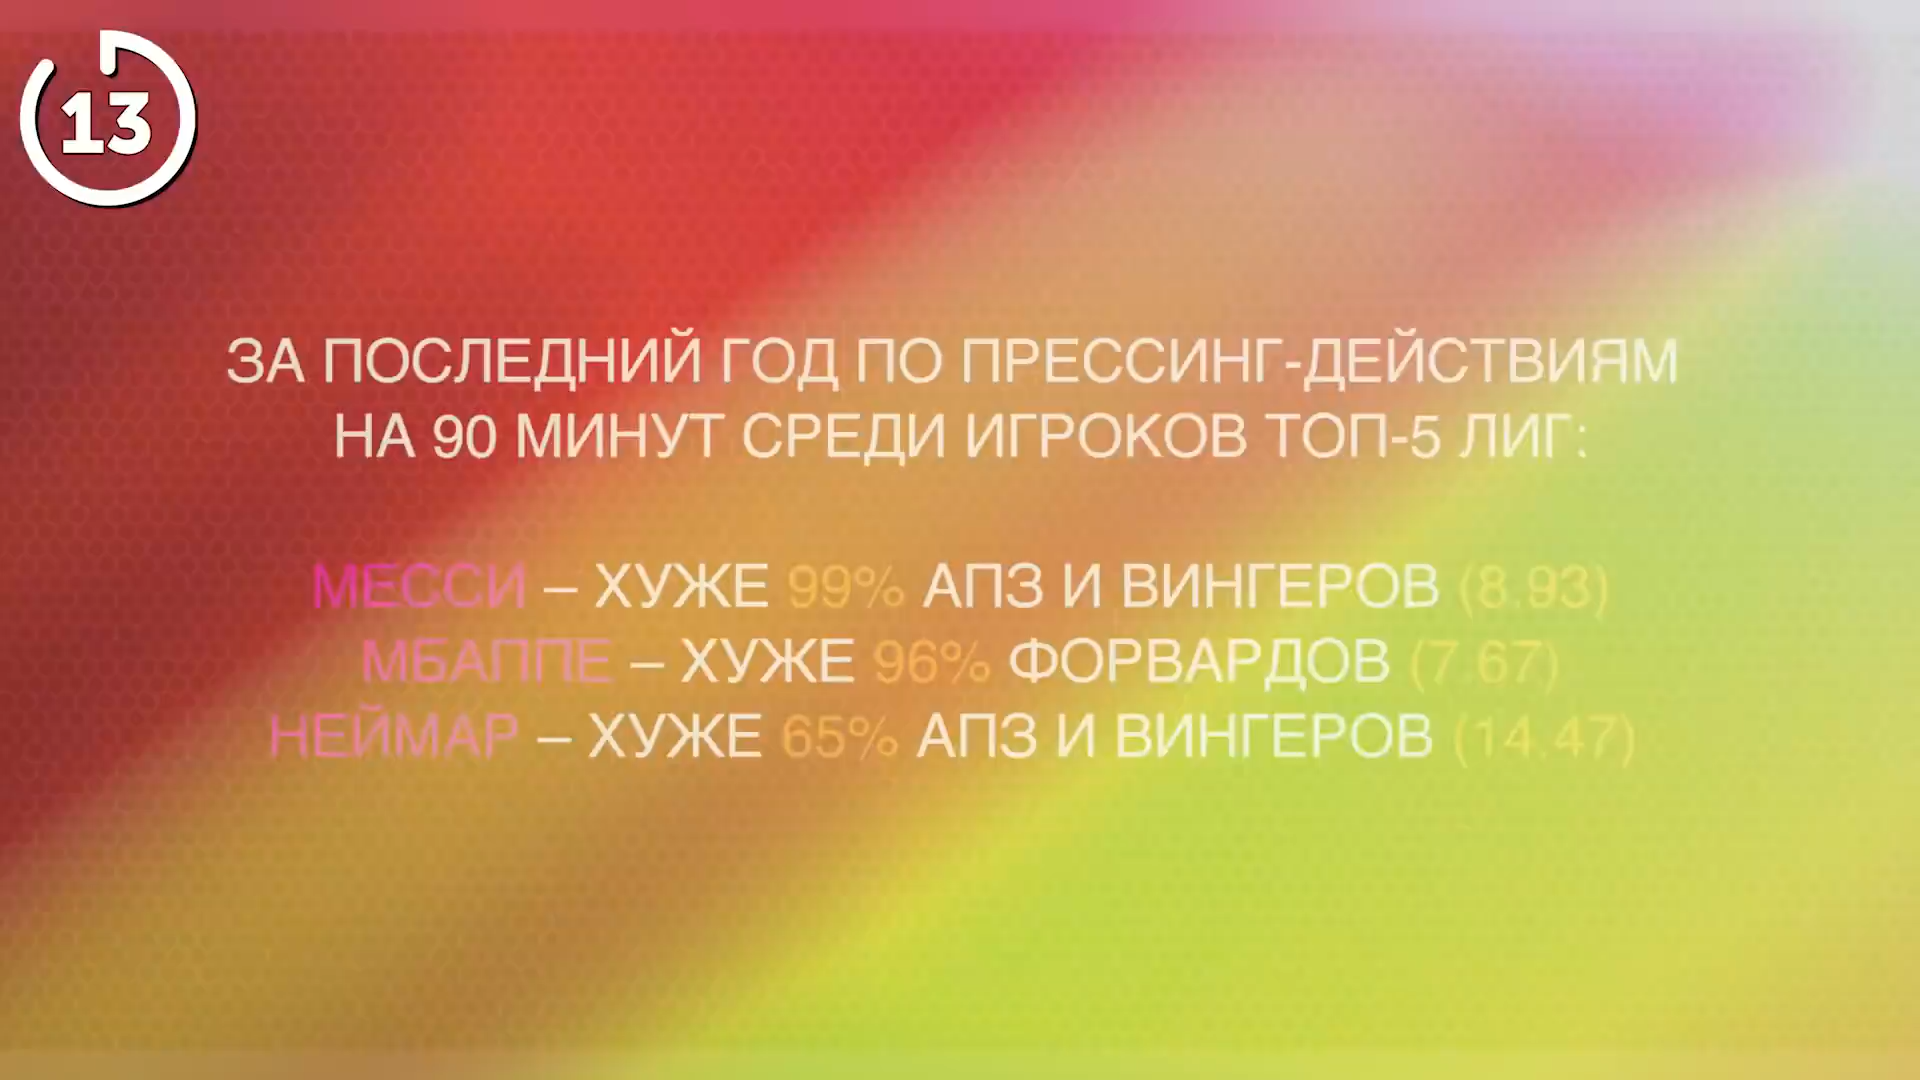 13
ЗА ПОСЛЕДНИЙ ГОД ПО ПРЕССИНГ-ДЕЙСТВИЯМ
НА 90 МИНУТ СРЕДИ ИГРОКОВ ТОП-5 ЛИГ:
МЕССИ – ХУЖЕ 99% АПЗ И ВИНГЕРОВ (8.93)
МБАППЕ – ХУЖЕ 96% ФОРВАРДОВ (7.67)
НЕЙМАР – ХУЖЕ 65% АПЗ И ВИНГЕРОВ (14.47)